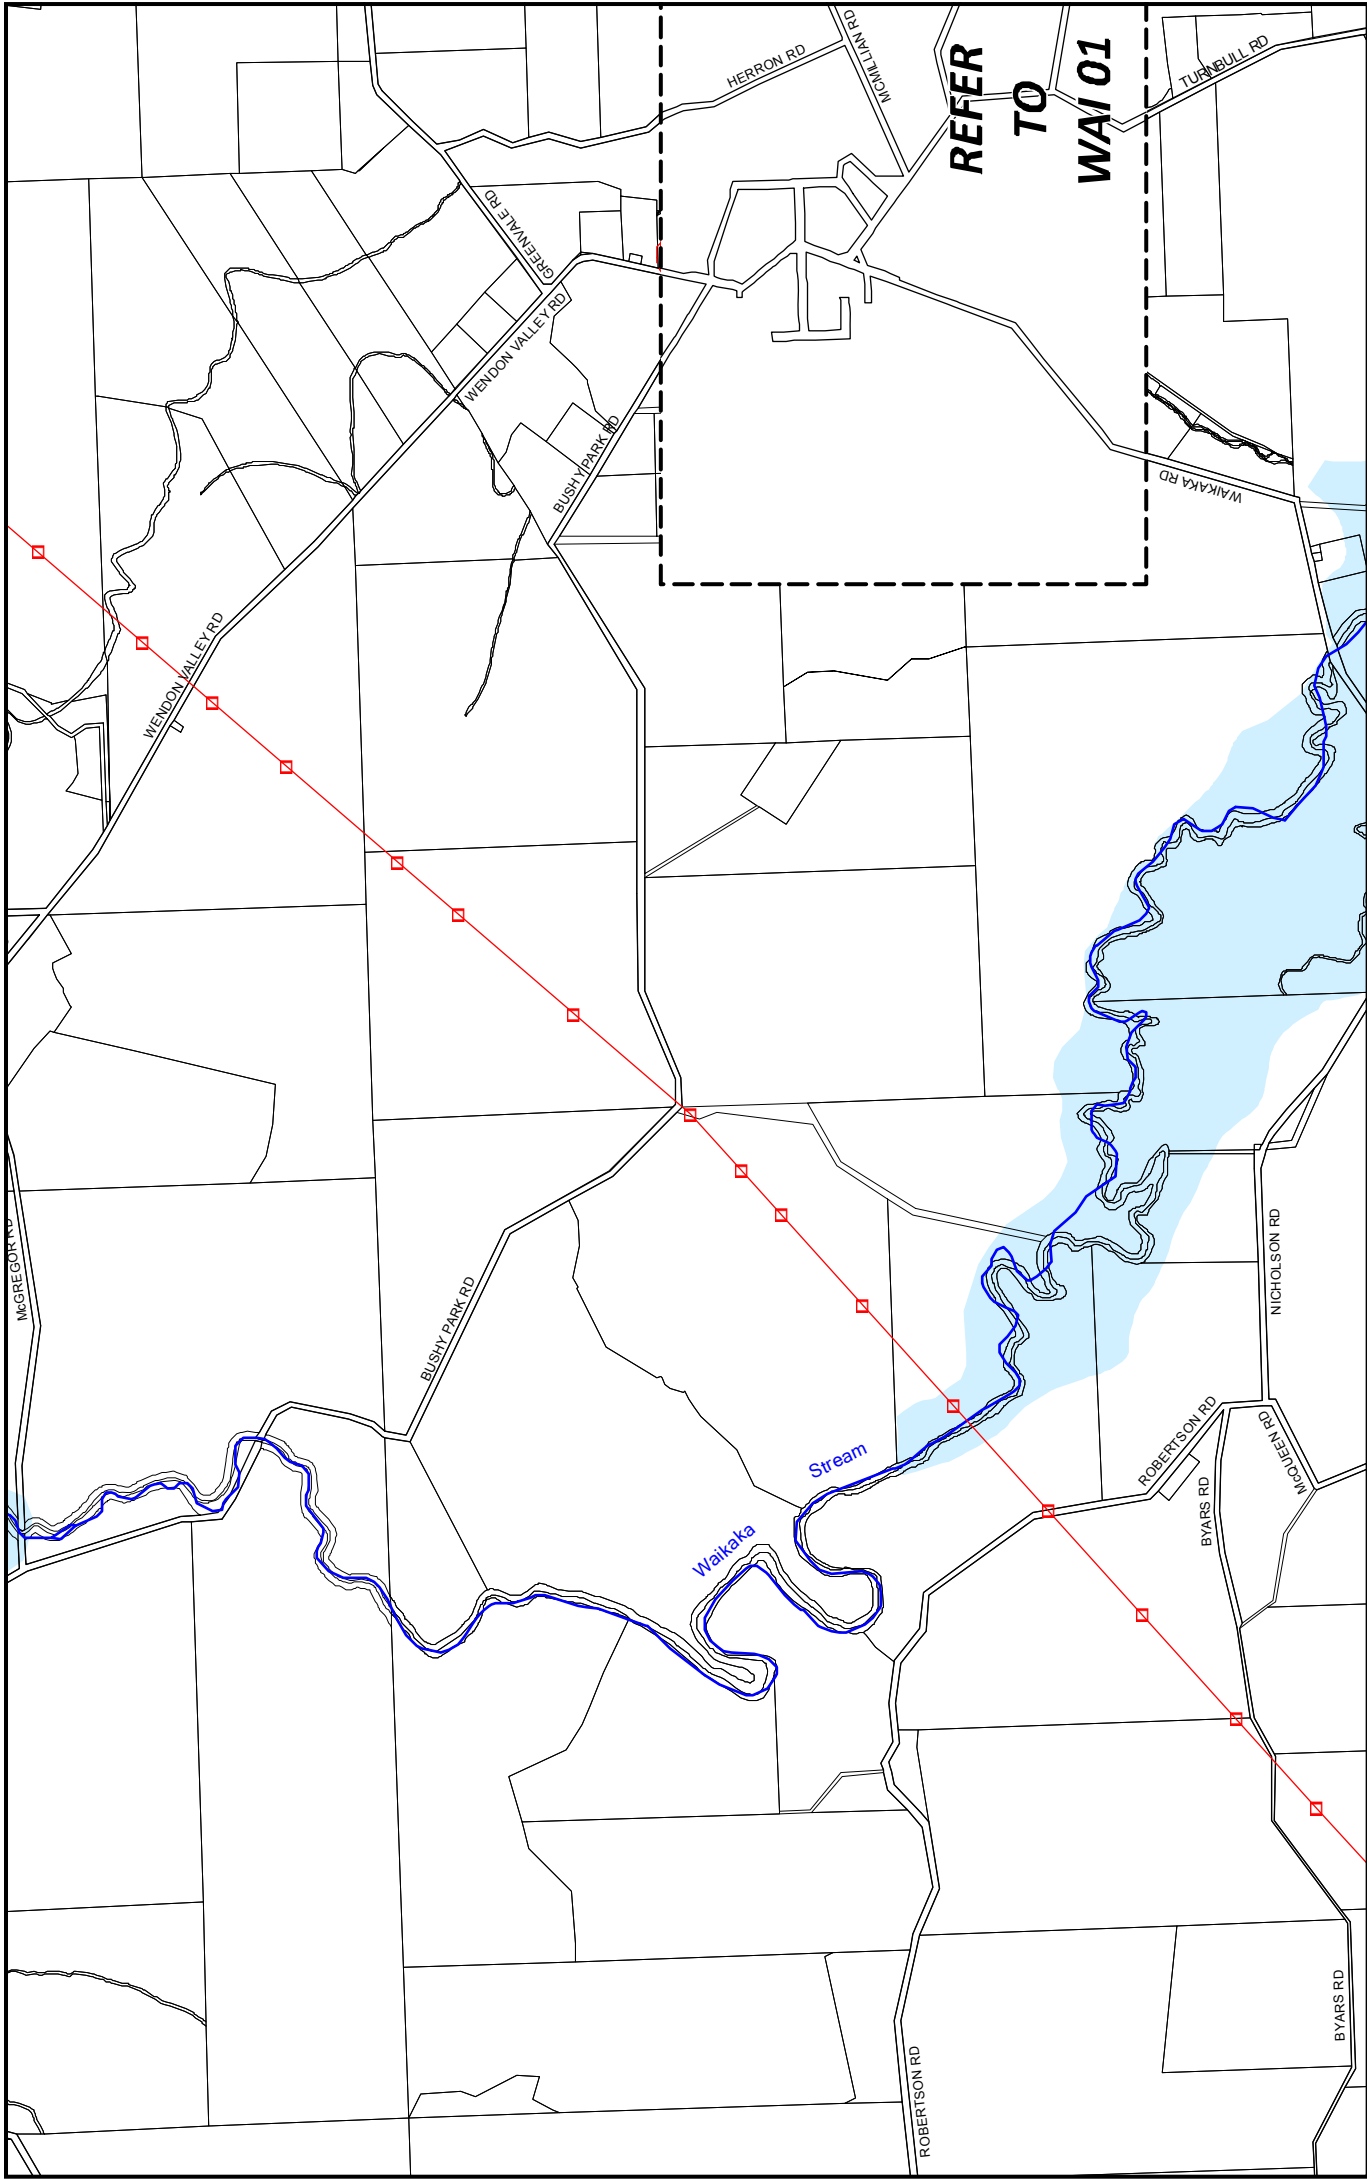 HERRON RD
MCMILLIAN RD
REFER
TO
WAI 01
TURNBULL RD
GREENVALE RD
WENDON VALLEY RD
BUSHY PARK RD
WAIKAKA RD
WENDON VALLEY RD
McGREGOR RD
BUSHY PARK RD
NICHOLSON RD
ROBERTSON RD
McQUEEN RD
BYARS RD
Waikaka
Stream
ROBERTSON RD
BYARS RD